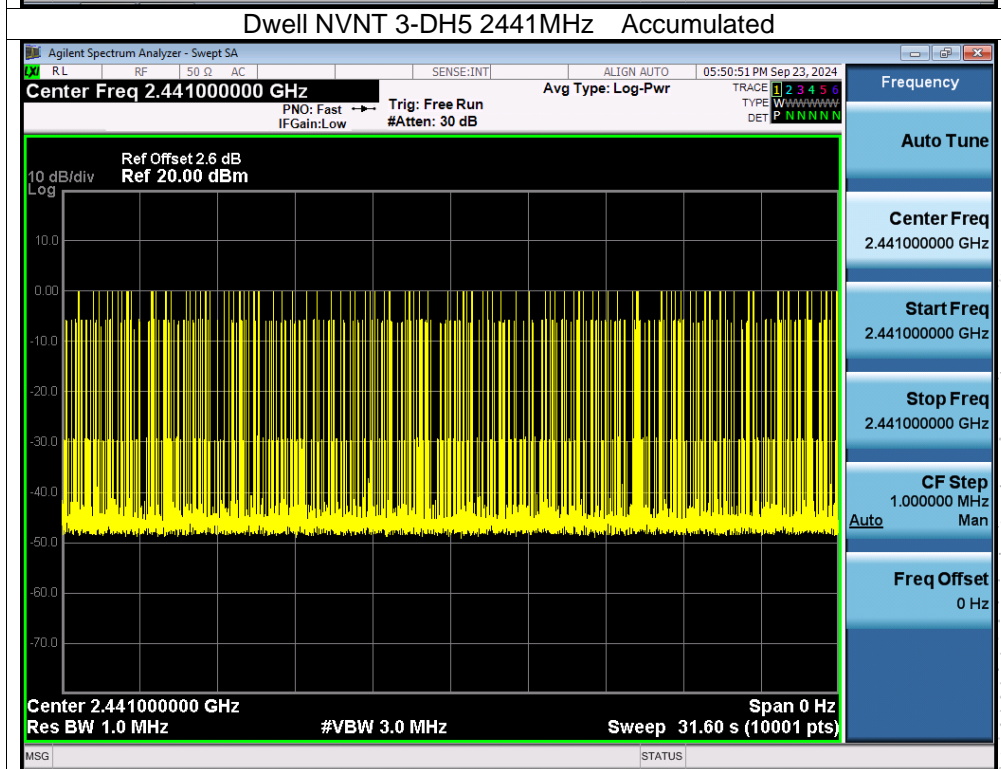 Dwell NVNT 3-DH5 2441MHz Accumulated
Agilent Spectrum Analyzer - Swept SA
LXI RL RF 50 Ω AC SENSE:INT ALIGN AUTO 05:50:51 PM Sep 23, 2024
Center Freq 2.441000000 GHz
PNO: Fast
IFGain:Low
Trig: Free Run
#Atten: 30 dB
Avg Type: Log-Pwr
TRACE 1 2 3 4 5 6
TYPE WWWWWWW
DET P N N N N N
Ref Offset 2.6 dB
10 dB/div Ref 20.00 dBm
Log
10.0
0.00
-10.0
-20.0
-30.0
-40.0
-50.0
-60.0
-70.0
Center 2.441000000 GHz Span 0 Hz
Res BW 1.0 MHz #VBW 3.0 MHz Sweep 31.60 s (10001 pts)
MSG STATUS
Frequency
Auto Tune
Center Freq
2.441000000 GHz
Start Freq
2.441000000 GHz
Stop Freq
2.441000000 GHz
CF Step
1.000000 MHz
Auto Man
Freq Offset
0 Hz